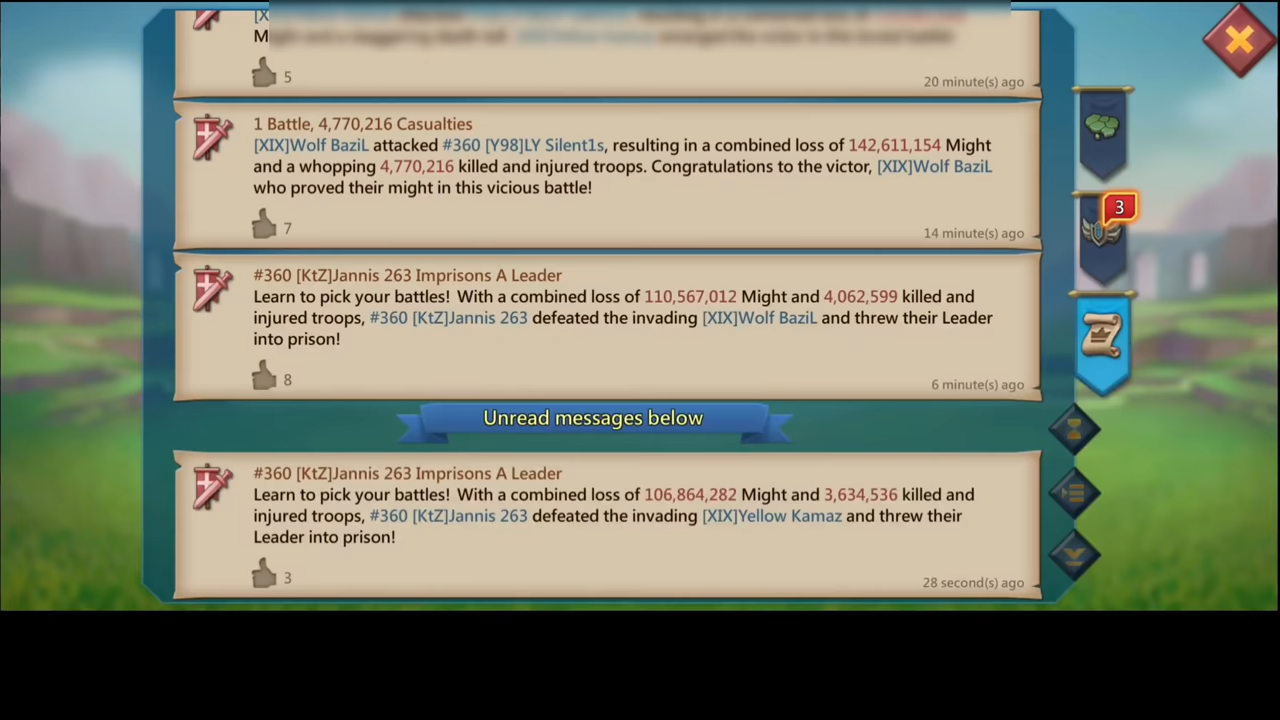 [X
M
5
20 minute(s) ago
1 Battle, 4,770,216 Casualties
[XIX]Wolf BaziL attacked #360 [Y98]LY Silent1s, resulting in a combined loss of 142,611,154 Might
and a whopping 4,770,216 killed and injured troops. Congratulations to the victor, [XIX]Wolf BaziL
who proved their might in this vicious battle!
7
14 minute(s) ago
3
#360 [KtZ]Jannis 263 Imprisons A Leader
Learn to pick your battles! With a combined loss of 110,567,012 Might and 4,062,599 killed and
injured troops, #360 [KtZ]Jannis 263 defeated the invading [XIX]Wolf BaziL and threw their Leader
into prison!
8
6 minute(s) ago
Unread messages below
#360 [KtZ]Jannis 263 Imprisons A Leader
Learn to pick your battles! With a combined loss of 106,864,282 Might and 3,634,536 killed and
injured troops, #360 [KtZ]Jannis 263 defeated the invading [XIX]Yellow Kamaz and threw their
Leader into prison!
3
28 second(s) ago